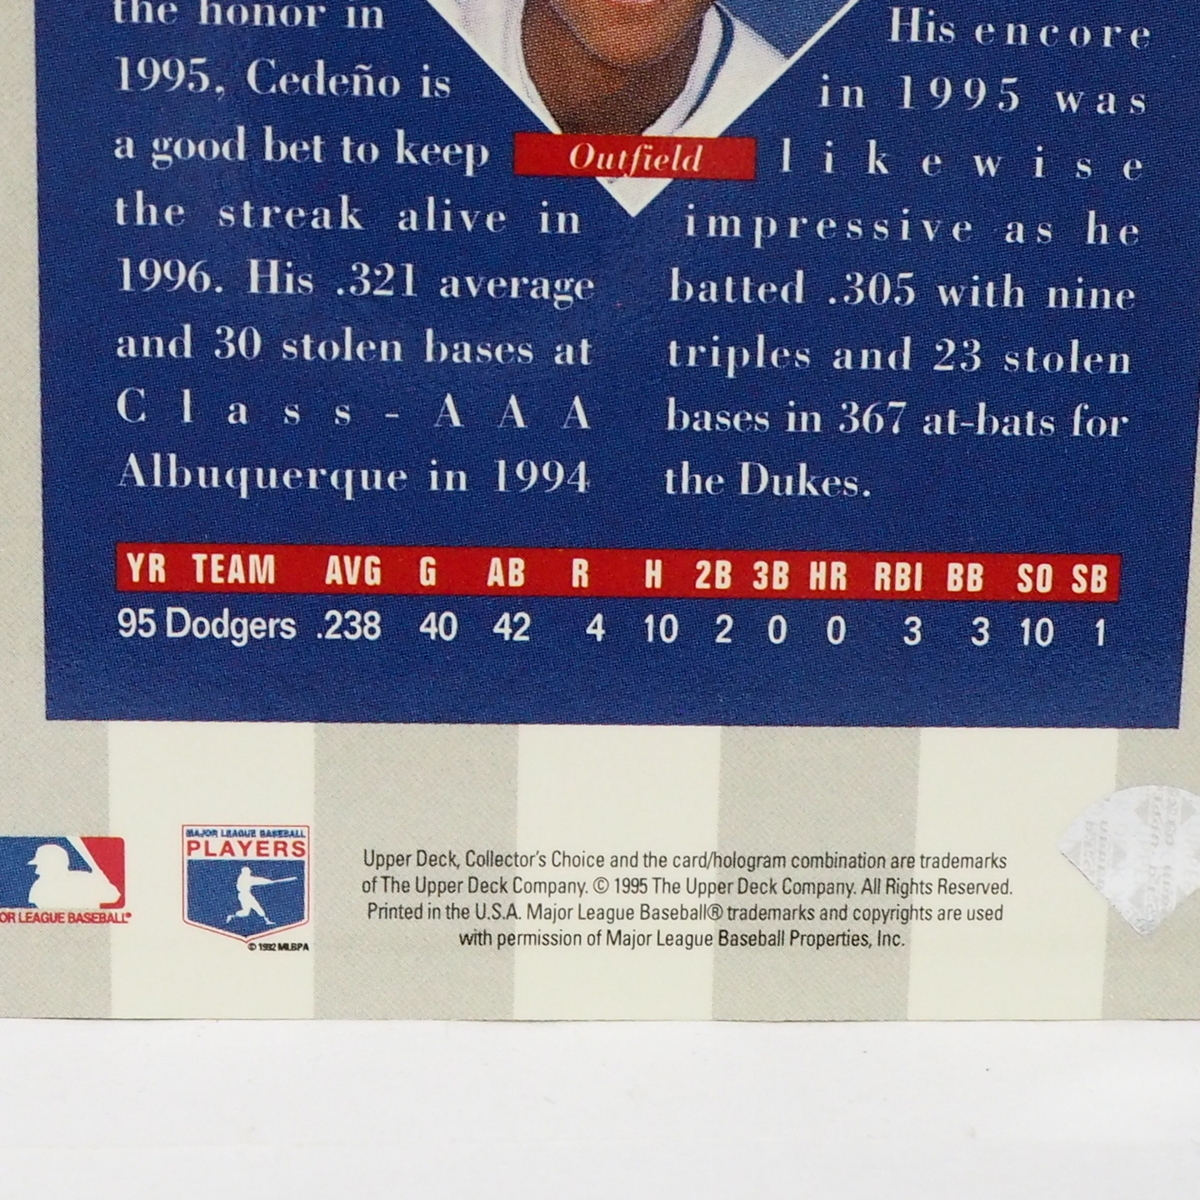 the honor in
1995, Cedeño is
a good bet to keep
the streak alive in
1996. His .321 average
and 30 stolen bases at
Class-AAA
Albuquerque in 1994
Outfield
His encore
in 1995 was
likewise
impressive as he
batted .305 with nine
triples and 23 stolen
bases in 367 at-bats for
the Dukes.
YR TEAM AVG G AB R H 2B 3B HR RBI BB SO SB
95 Dodgers .238 40 42 4 10 2 0 0 3 3 10 1
OR LEAGUE BASEBALL®
MAJOR LEAGUE BASEBALL
PLAYERS
© 1992 MLBPA
Upper Deck, Collector's Choice and the card/hologram combination are trademarks
of The Upper Deck Company. © 1995 The Upper Deck Company. All Rights Reserved.
Printed in the U.S.A. Major League Baseball® trademarks and copyrights are used
with permission of Major League Baseball Properties, Inc.